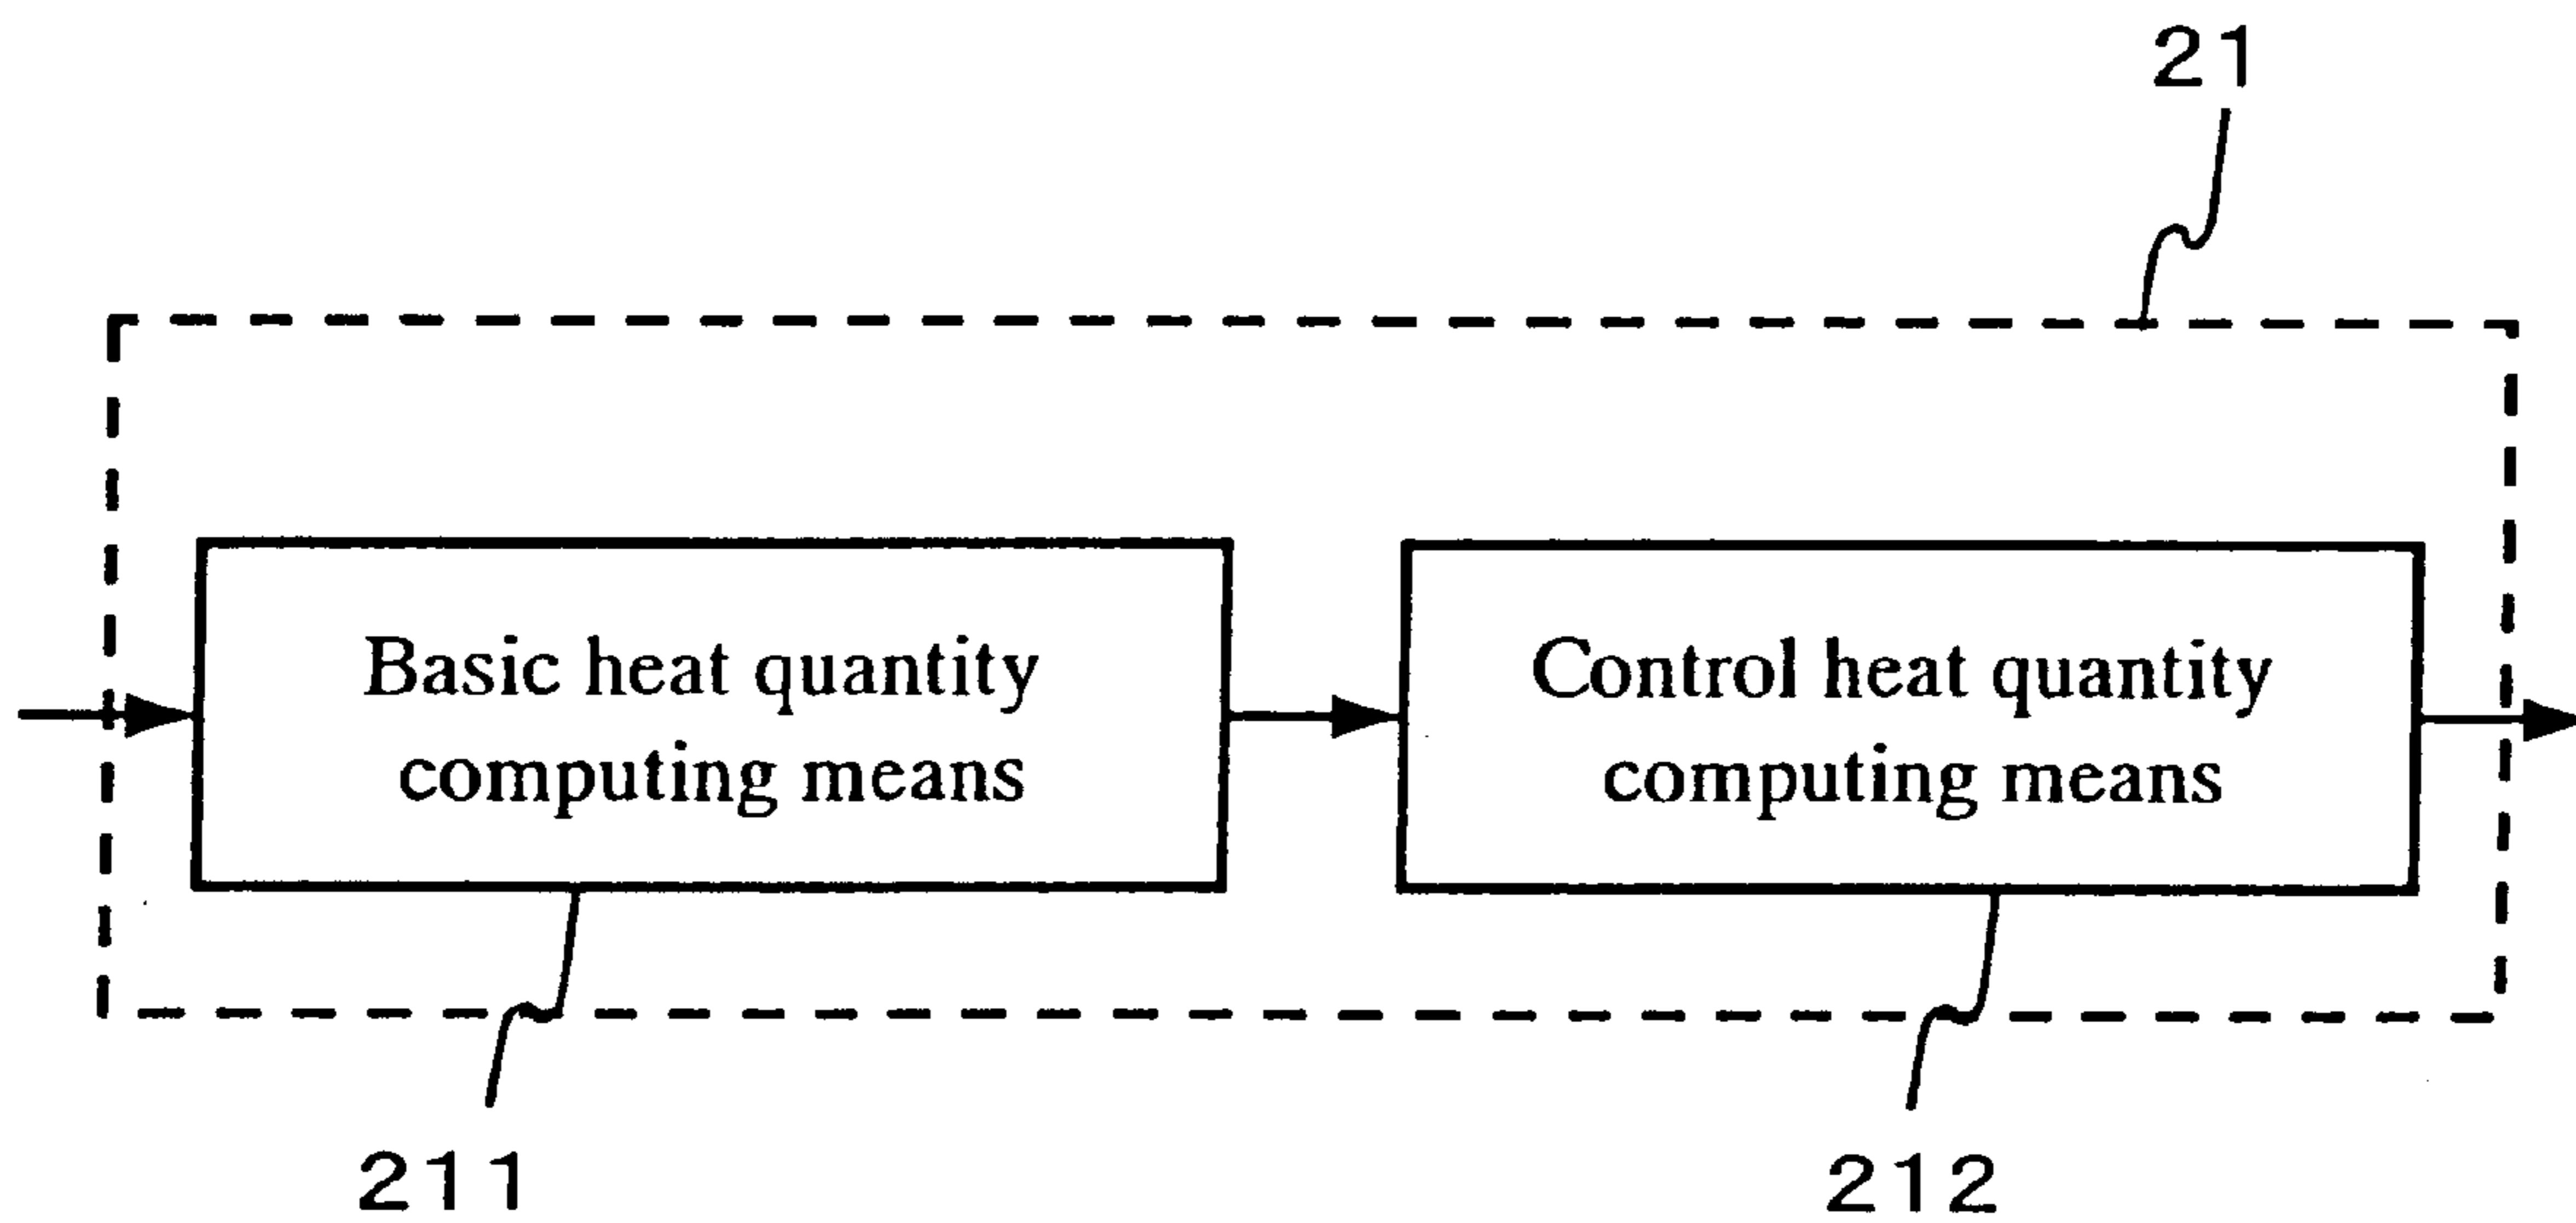 21
Basic heat quantity
computing means
Control heat quantity
computing means
211
212